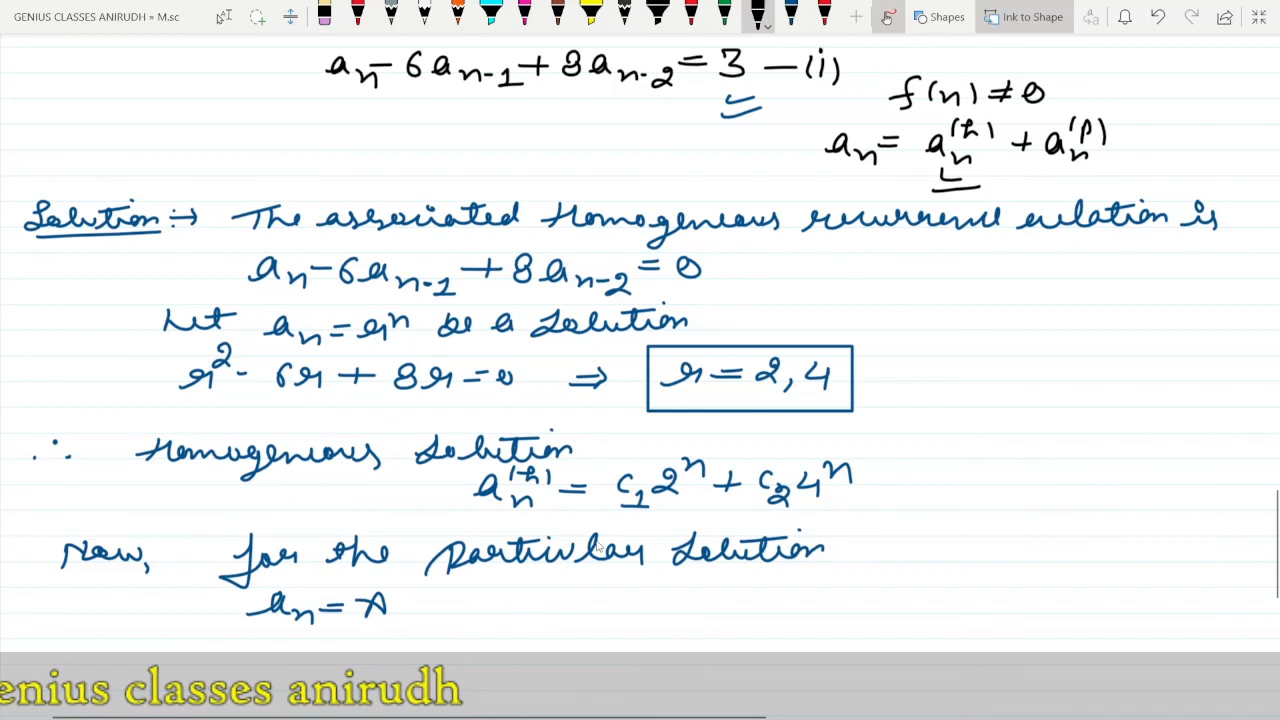 GENIUS CLASSES ANIRUDH » M.sc
Shapes
Ink to Shape
aₙ - 6aₙ₋₁ + 8aₙ₋₂ = 3 — (i)
f(n) ≠ 0
aₙ = aₙ⁽ʰ⁾ + aₙ⁽ᵖ⁾
Solution :→ The associated Homogeneous recurrence relation is
aₙ - 6aₙ₋₁ + 8aₙ₋₂ = 0
Let aₙ = rⁿ be a solution
r² - 6r + 8r = 0 ⇒ r = 2, 4
∴ Homogenious Solution
aₙ⁽ʰ⁾ = c₁2ⁿ + c₂4ⁿ
Now, for the particular solution
aₙ = A
enius classes anirudh